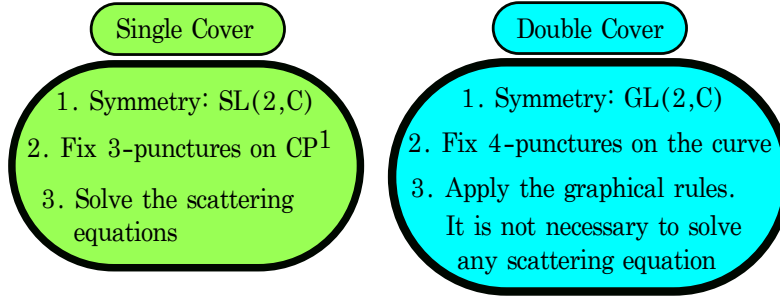 Single Cover
1. Symmetry: SL(2,C)
2. Fix 3-punctures on CP¹
3. Solve the scattering
equations
Double Cover
1. Symmetry: GL(2,C)
2. Fix 4-punctures on the curve
3. Apply the graphical rules.
It is not necessary to solve
any scattering equation